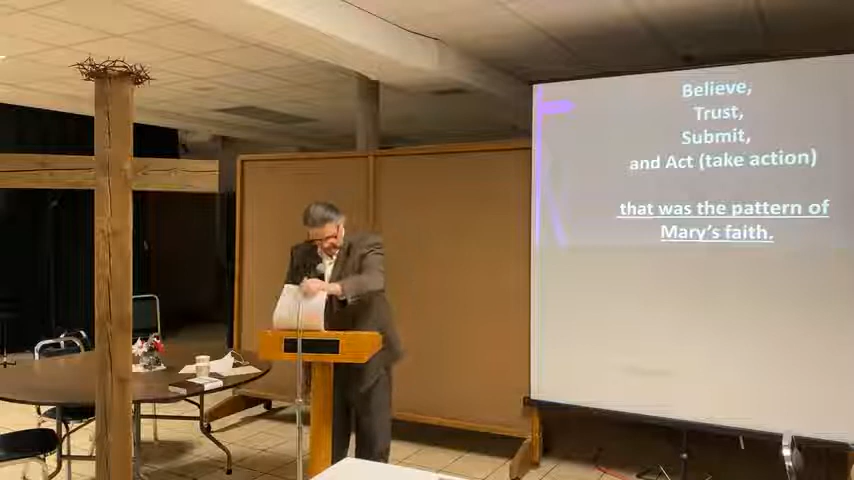 Believe,
Trust,
Submit,
and Act (take action)
that was the pattern of
Mary's faith.